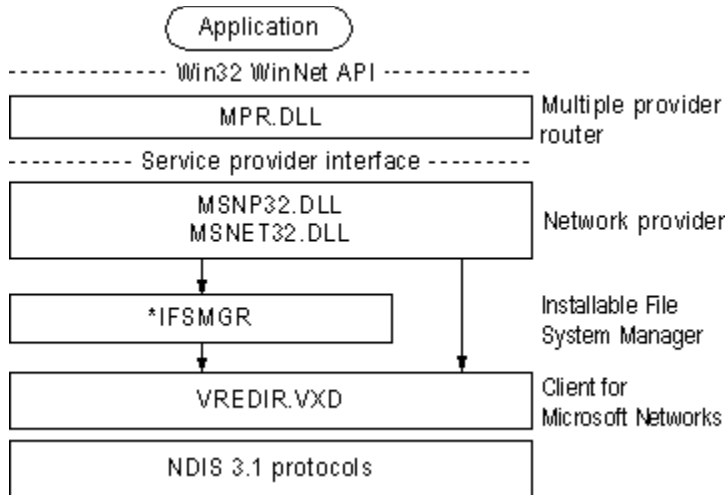 Application
Win32 WinNet API
MPR.DLL
Multiple provider
router
Service provider interface
MSNP32.DLL
MSNET32.DLL
Network provider
*IFSMGR
Installable File
System Manager
VREDIR.VXD
Client for
Microsoft Networks
NDIS 3.1 protocols